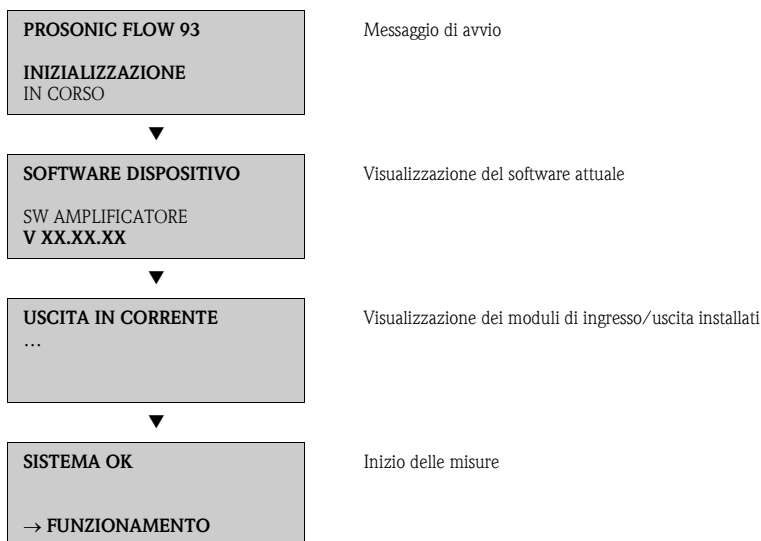 PROSONIC FLOW 93
Messaggio di avvio
INIZIALIZZAZIONE
IN CORSO
▼
SOFTWARE DISPOSITIVO
Visualizzazione del software attuale
SW AMPLIFICATORE
V XX.XX.XX
▼
USCITA IN CORRENTE
Visualizzazione dei moduli di ingresso/uscita installati
…
▼
SISTEMA OK
Inizio delle misure
→ FUNZIONAMENTO